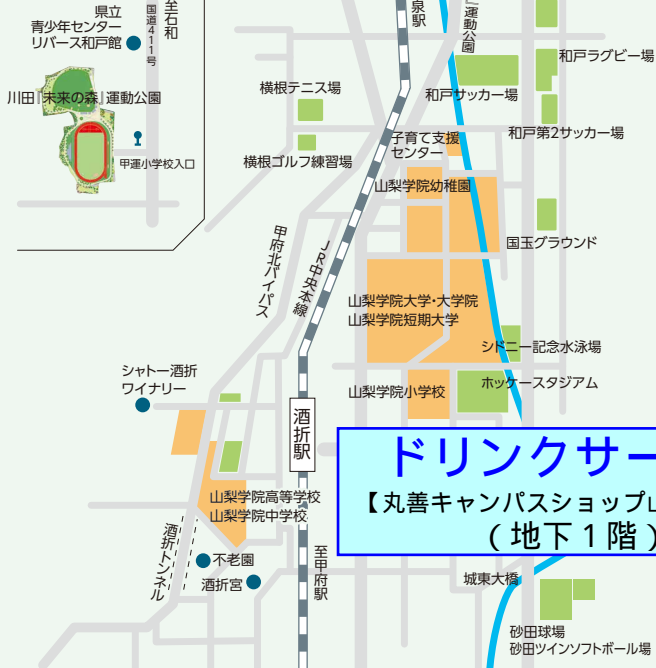 県立
青少年センター
リバース和戸館
国道411号
至石和
川田『未来の森』運動公園
甲運小学校入口
泉駅
』運動公園
和戸ラグビー場
横根テニス場
和戸サッカー場
和戸第2サッカー場
子育て支援
センター
横根ゴルフ練習場
山梨学院幼稚園
国玉グラウンド
甲府北バイパス
JR中央本線
山梨学院大学・大学院
山梨学院短期大学
シドニー記念水泳場
シャトー酒折
ワイナリー
山梨学院小学校
ホッケースタジアム
酒折駅
ドリンクサー
【丸善キャンパスショップ山
(地下1階)
山梨学院高等学校
山梨学院中学校
酒折トンネル
不老園
酒折宮
至甲府駅
城東大橋
砂田球場
砂田ツインソフトボール場